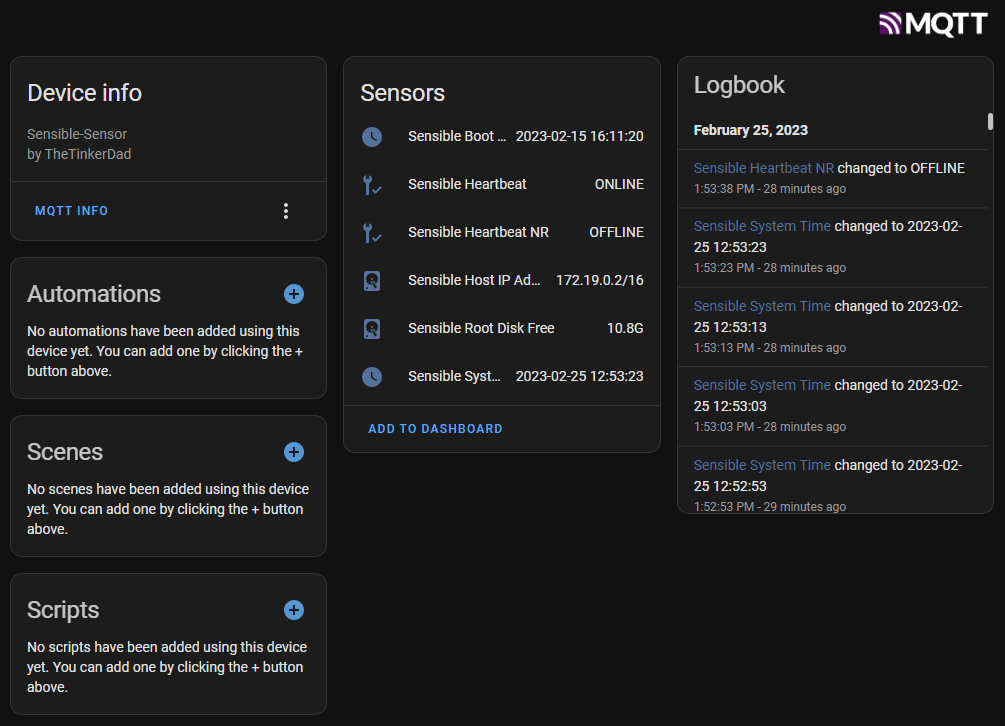 MQTT
Device info
Sensible-Sensor
by TheTinkerDad
MQTT INFO
Automations
No automations have been added using this
device yet. You can add one by clicking the +
button above.
Scenes
No scenes have been added using this device
yet. You can add one by clicking the + button
above.
Scripts
No scripts have been added using this device
yet. You can add one by clicking the + button
above.
Sensors
Sensible Boot ... 2023-02-15 16:11:20
Sensible Heartbeat ONLINE
Sensible Heartbeat NR OFFLINE
Sensible Host IP Ad... 172.19.0.2/16
Sensible Root Disk Free 10.8G
Sensible Syst... 2023-02-25 12:53:23
ADD TO DASHBOARD
Logbook
February 25, 2023
Sensible Heartbeat NR changed to OFFLINE
1:53:38 PM - 28 minutes ago
Sensible System Time changed to 2023-02-
25 12:53:23
1:53:23 PM - 28 minutes ago
Sensible System Time changed to 2023-02-
25 12:53:13
1:53:13 PM - 28 minutes ago
Sensible System Time changed to 2023-02-
25 12:53:03
1:53:03 PM - 28 minutes ago
Sensible System Time changed to 2023-02-
25 12:52:53
1:52:53 PM - 29 minutes ago